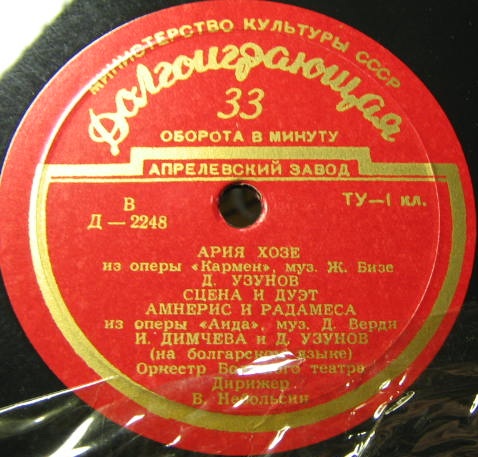 МИНИСТЕРСТВО КУЛЬТУРЫ СССР
Долгоиграющая
33
ОБОРОТА В МИНУТУ
АПРЕЛЕВСКИЙ ЗАВОД
В
Д — 2248
ТУ—1 кл.
АРИЯ ХОЗЕ
из оперы «Кармен», муз. Ж. Бизе
Д. УЗУНОВ
СЦЕНА И ДУЭТ
АМНЕРИС И РАДАМЕСА
из оперы «Аида», муз. Д. Верди
И. ДИМЧЕВА и Д. УЗУНОВ
(на болгарском языке)
Оркестр Большого театра
Дирижер
В. Небольсин